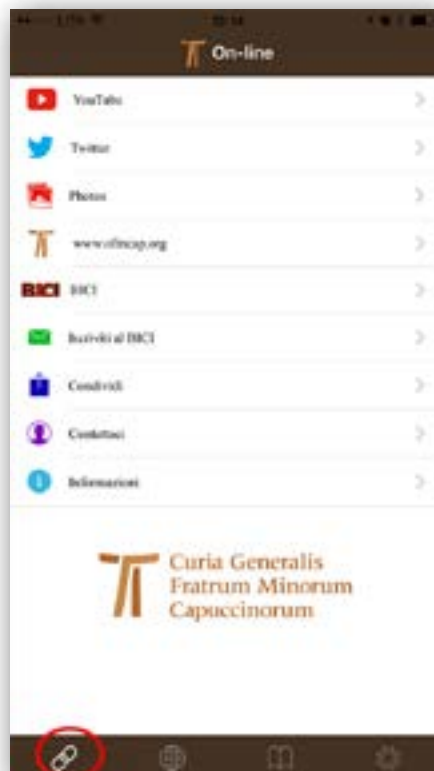 On-line
YouTube
Twitter
Photos
www.ofmcap.org
BICI BICI
Iscriviti al BICI
Condividi
Contattaci
Informazioni
Curia Generalis
Fratrum Minorum
Capuccinorum